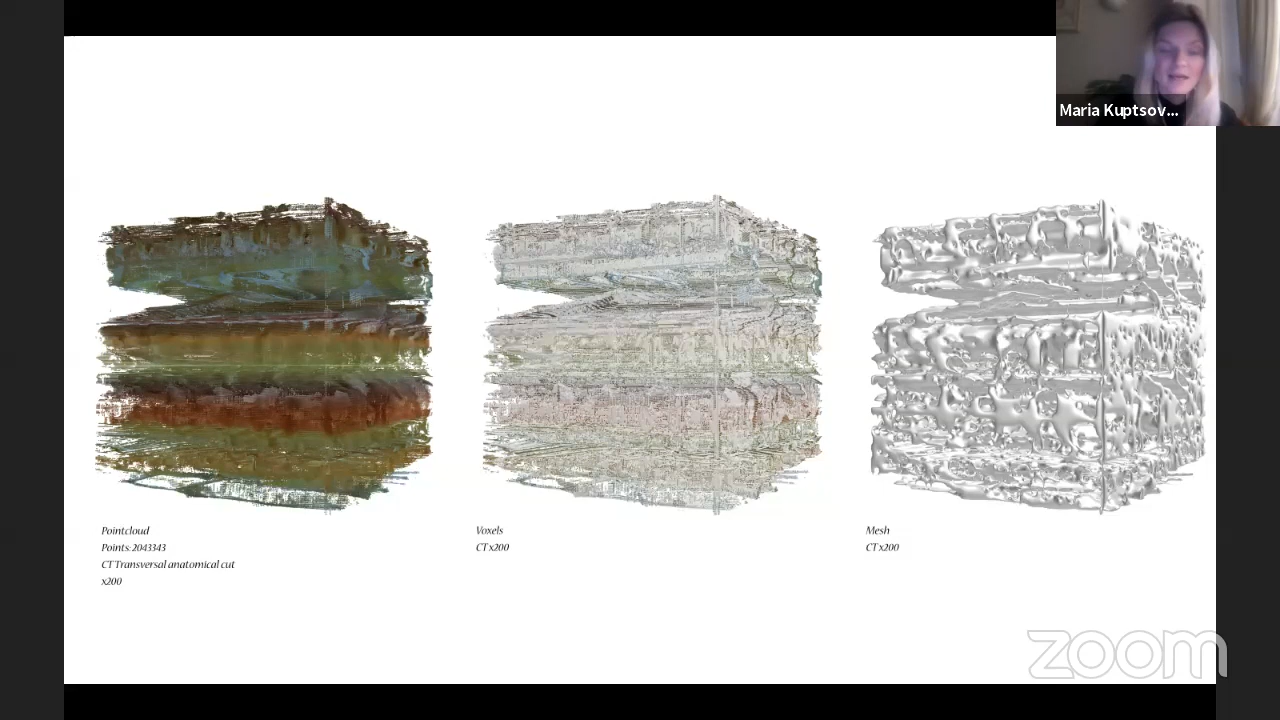 Maria Kuptsov...
Pointcloud
Points: 2043343
CT Transversal anatomical cut
x200
Voxels
CT x200
Mesh
CT x200
zoom